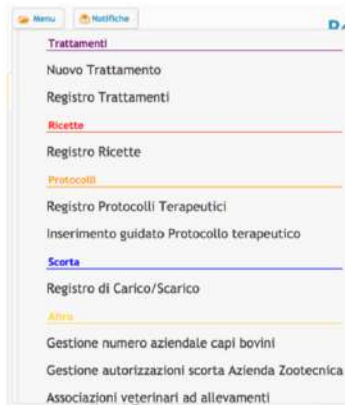 Menu Notifiche
Trattamenti
Nuovo Trattamento
Registro Trattamenti
Ricette
Registro Ricette
Protocolli
Registro Protocolli Terapeutici
Inserimento guidato Protocollo terapeutico
Scorta
Registro di Carico/Scarico
Altro
Gestione numero aziendale capi bovini
Gestione autorizzazioni scorta Azienda Zootecnica
Associazioni veterinari ad allevamenti